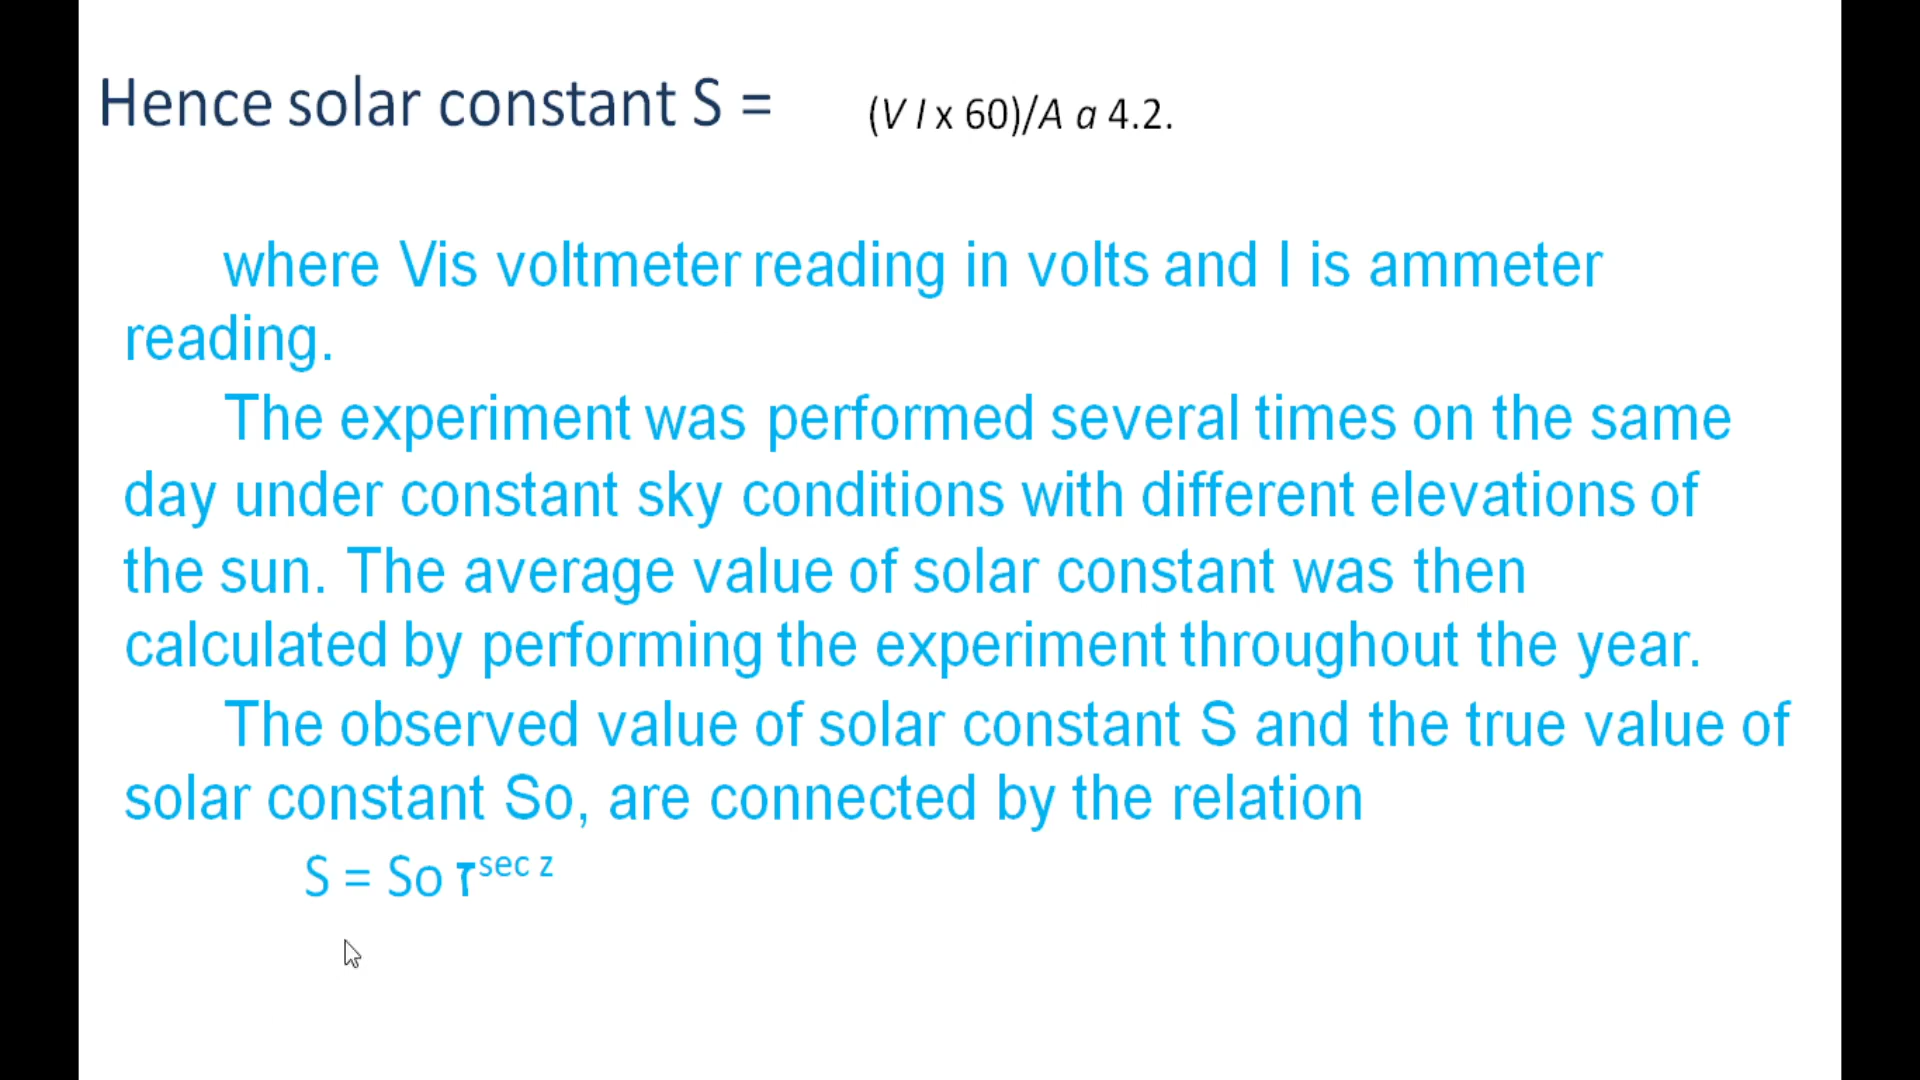 Hence solar constant S = (V I x 60)/A a 4.2.
where Vis voltmeter reading in volts and I is ammeter
reading.
The experiment was performed several times on the same
day under constant sky conditions with different elevations of
the sun. The average value of solar constant was then
calculated by performing the experiment throughout the year.
The observed value of solar constant S and the true value of
solar constant So, are connected by the relation
S = So τ^sec z